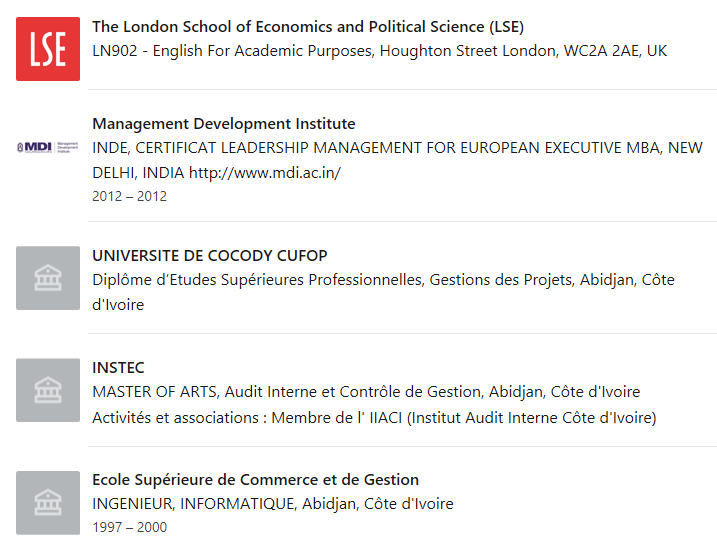 LSE
The London School of Economics and Political Science (LSE)
LN902 - English For Academic Purposes, Houghton Street London, WC2A 2AE, UK
Management Development Institute
MDI Management Development Institute
INDE, CERTIFICAT LEADERSHIP MANAGEMENT FOR EUROPEAN EXECUTIVE MBA, NEW
DELHI, INDIA http://www.mdi.ac.in/
2012 – 2012
UNIVERSITE DE COCODY CUFOP
Diplôme d’Etudes Supérieures Professionnelles, Gestions des Projets, Abidjan, Côte
d'Ivoire
INSTEC
MASTER OF ARTS, Audit Interne et Contrôle de Gestion, Abidjan, Côte d'Ivoire
Activités et associations : Membre de l' IIACI (Institut Audit Interne Côte d'Ivoire)
Ecole Supérieure de Commerce et de Gestion
INGENIEUR, INFORMATIQUE, Abidjan, Côte d'Ivoire
1997 – 2000